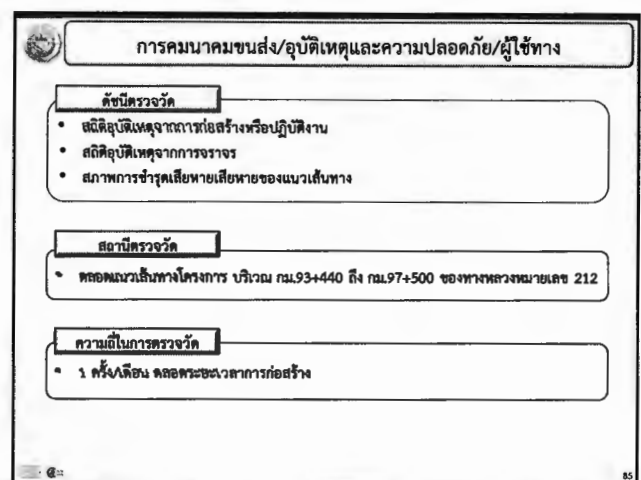 การคมนาคมขนส่ง/อุบัติเหตุและความปลอดภัย/ผู้ใช้ทาง
ดัชนีตรวจวัด
• สถิติอุบัติเหตุจากการก่อสร้างหรือปฏิบัติงาน
• สถิติอุบัติเหตุจากการจราจร
• สภาพการชำรุดเสียหายเสียหายของแนวเส้นทาง
สถานีตรวจวัด
• ตลอดแนวเส้นทางโครงการ บริเวณ กม.93+440 ถึง กม.97+500 ของทางหลวงหมายเลข 212
ความถี่ในการตรวจวัด
• 1 ครั้ง/เดือน ตลอดระยะเวลาการก่อสร้าง
85